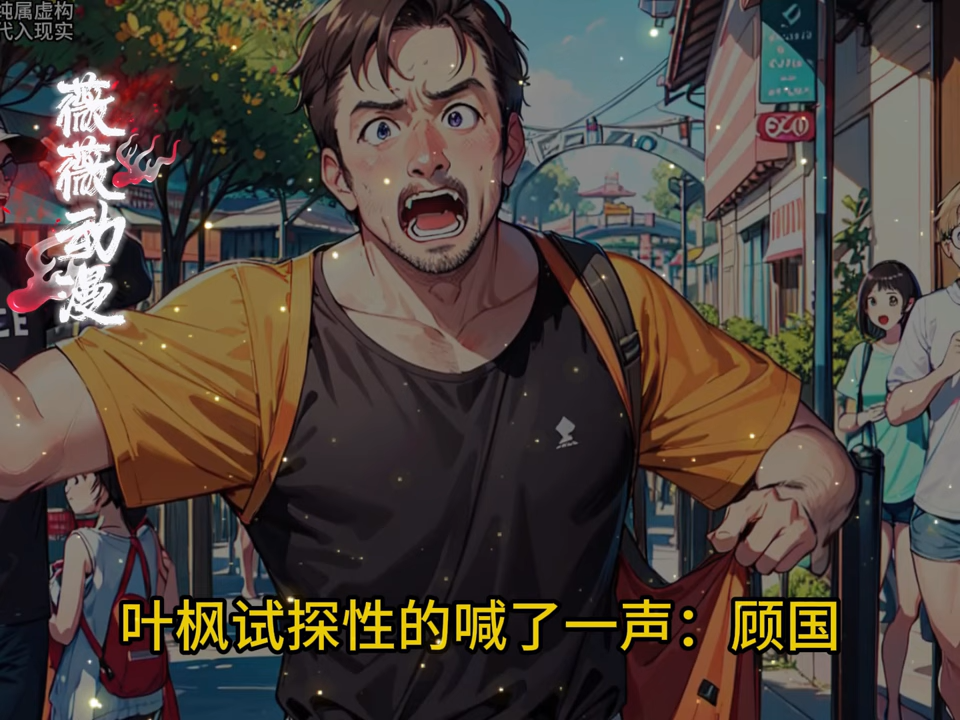 纯属虚构
代入现实
薇薇动漫
叶枫试探性的喊了一声：顾国